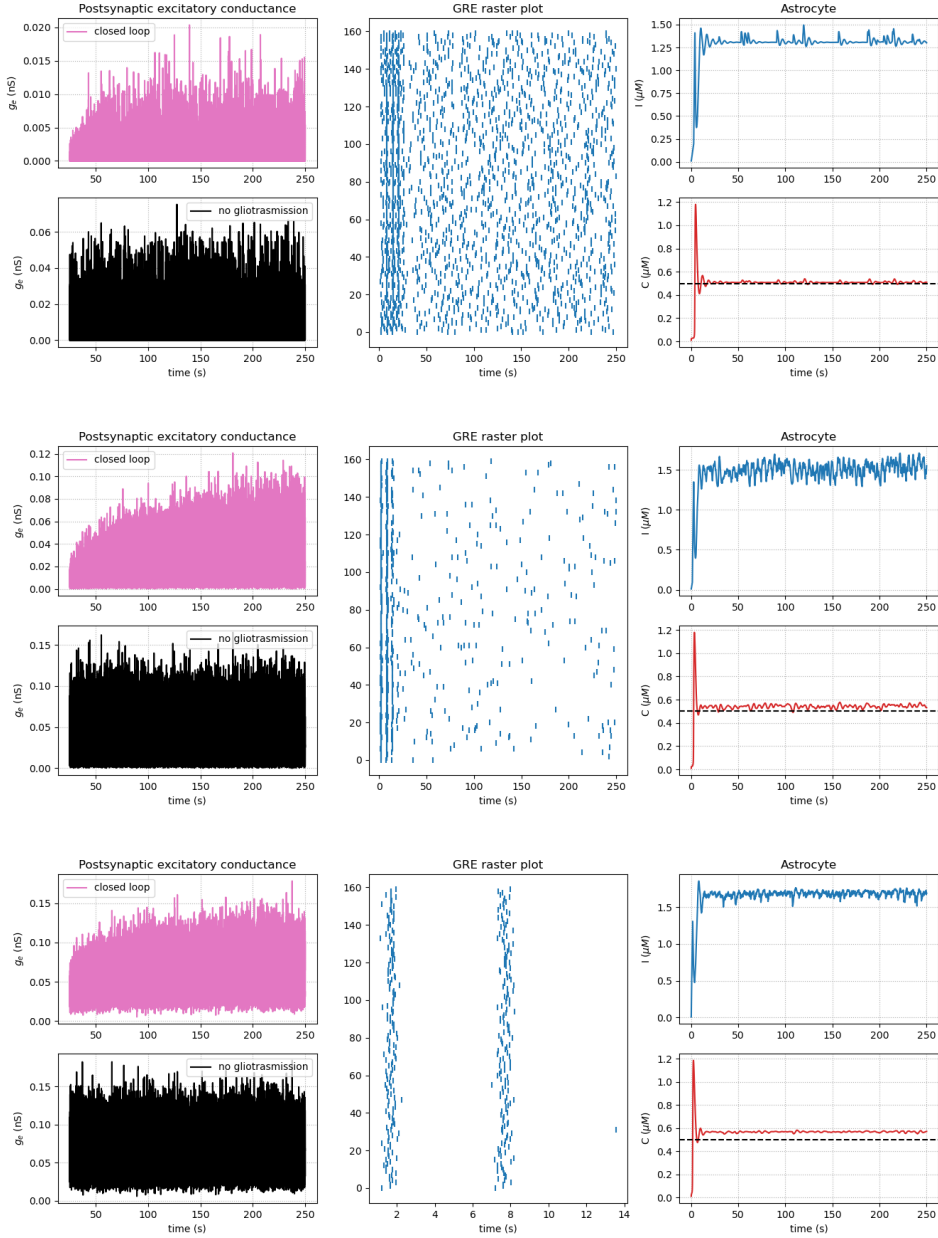 Postsynaptic excitatory conductance
closed loop
g_e (nS)
0.020
0.015
0.010
0.005
0.000
50 100 150 200 250
no gliotrasmission
g_e (nS)
0.06
0.04
0.02
0.00
50 100 150 200 250
time (s)
GRE raster plot
160
140
120
100
80
60
40
20
0
0 50 100 150 200 250
time (s)
Astrocyte
I (μM)
1.50
1.25
1.00
0.75
0.50
0.25
0.00
0 50 100 150 200 250
C (μM)
1.2
1.0
0.8
0.6
0.4
0.2
0.0
0 50 100 150 200 250
time (s)
Postsynaptic excitatory conductance
closed loop
g_e (nS)
0.12
0.10
0.08
0.06
0.04
0.02
0.00
50 100 150 200 250
no gliotrasmission
g_e (nS)
0.15
0.10
0.05
0.00
50 100 150 200 250
time (s)
GRE raster plot
160
140
120
100
80
60
40
20
0
0 50 100 150 200 250
time (s)
Astrocyte
I (μM)
1.5
1.0
0.5
0.0
0 50 100 150 200 250
C (μM)
1.2
1.0
0.8
0.6
0.4
0.2
0.0
0 50 100 150 200 250
time (s)
Postsynaptic excitatory conductance
closed loop
g_e (nS)
0.15
0.10
0.05
0.00
50 100 150 200 250
no gliotrasmission
g_e (nS)
0.15
0.10
0.05
0.00
50 100 150 200 250
time (s)
GRE raster plot
160
140
120
100
80
60
40
20
0
2 4 6 8 10 12 14
time (s)
Astrocyte
I (μM)
1.5
1.0
0.5
0.0
0 50 100 150 200 250
C (μM)
1.2
1.0
0.8
0.6
0.4
0.2
0.0
0 50 100 150 200 250
time (s)